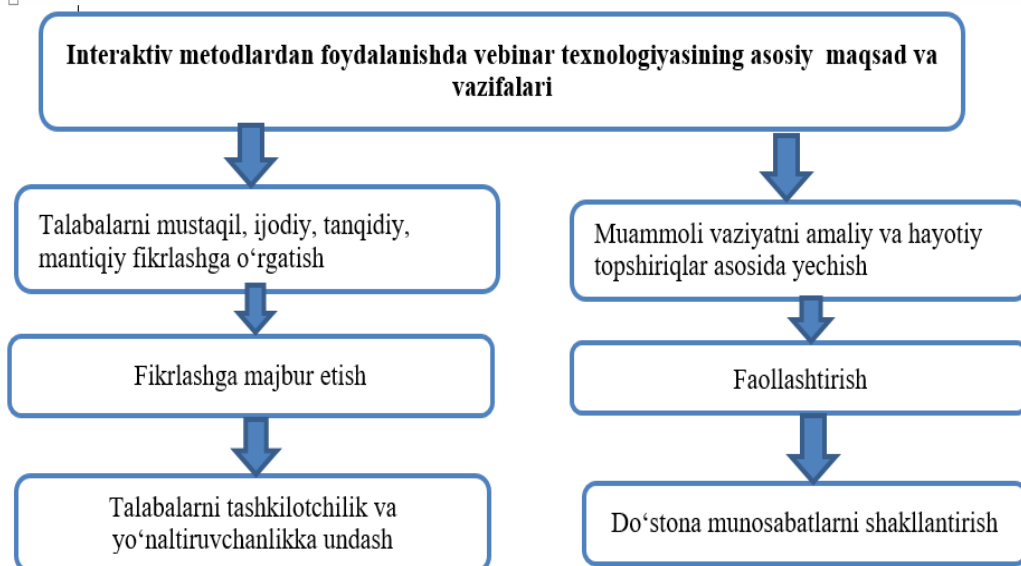 Interaktiv metodlardan foydalanishda vebinar texnologiyasining asosiy maqsad va
vazifalari
Talabalarni mustaqil, ijodiy, tanqidiy,
mantiqiy fikrlashga o‘rgatish
Fikrlashga majbur etish
Talabalarni tashkilotchilik va
yo‘naltiruvchanlikka undash
Muammoli vaziyatni amaliy va hayotiy
topshiriqlar asosida yechish
Faollashtirish
Do‘stona munosabatlarni shakllantirish